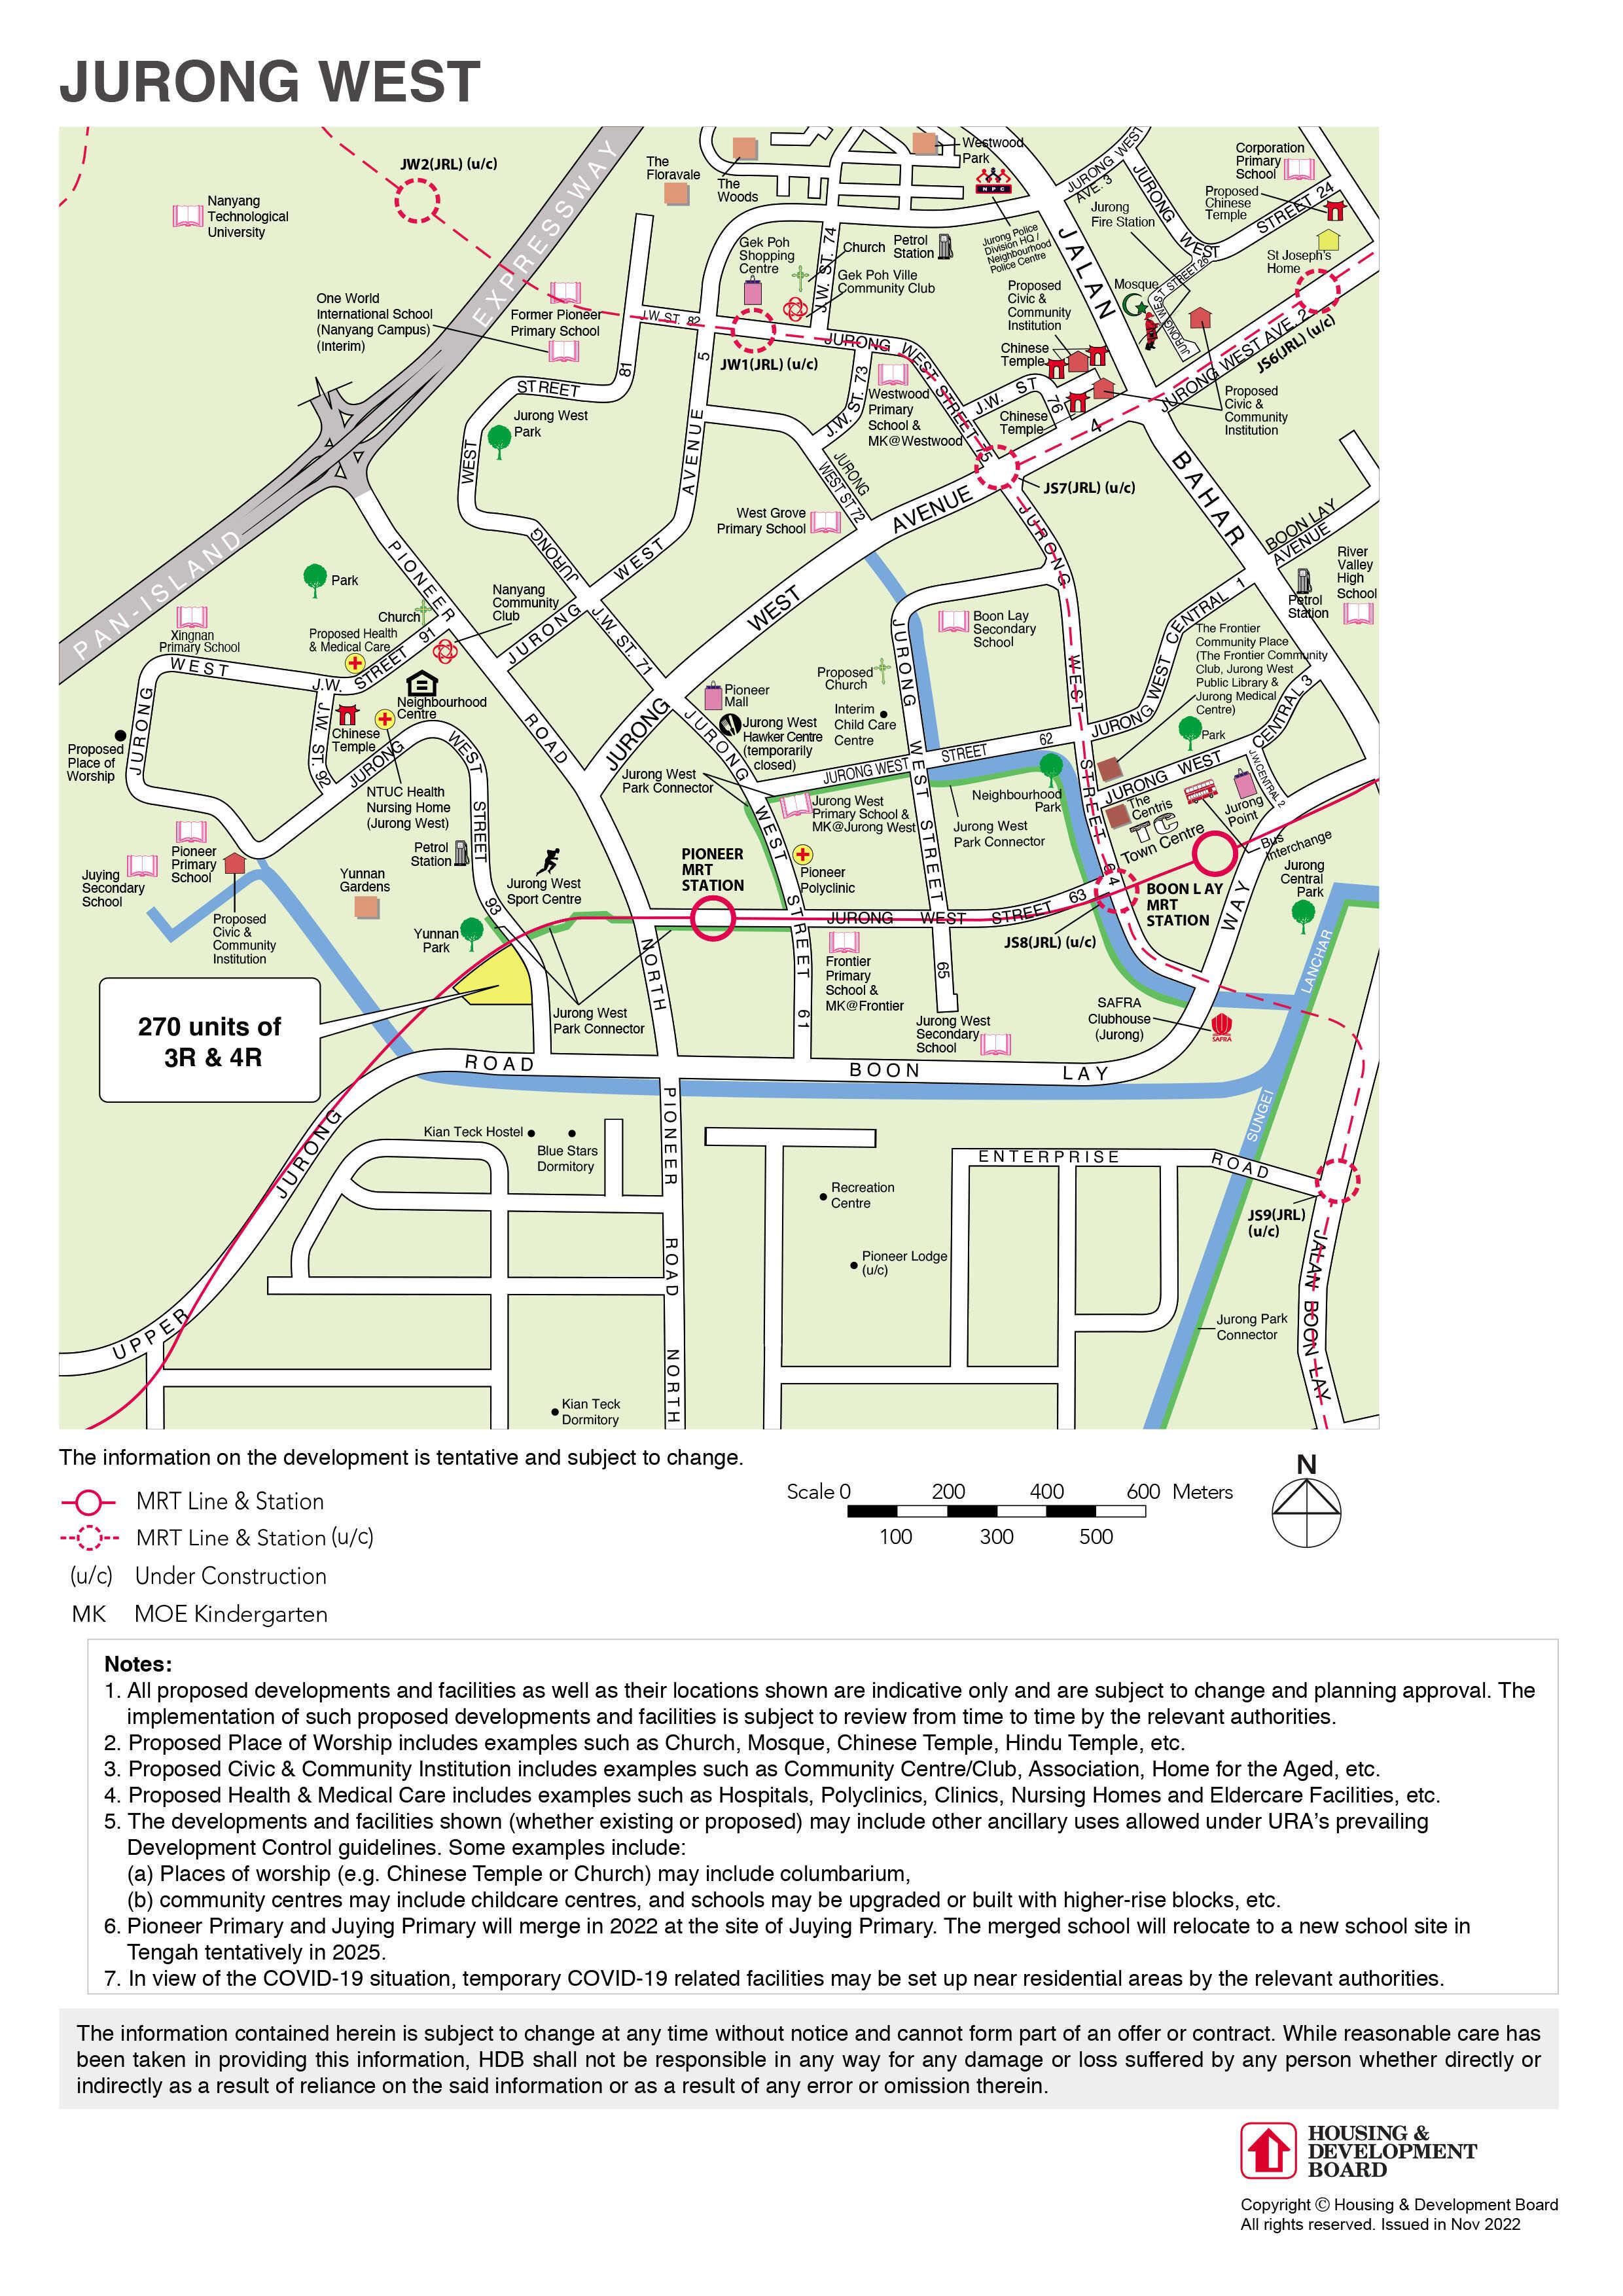 JURONG WEST
JW2(JRL) (u/c)
EXPRESSWAY
The
Floravale
The
Woods
Westwood
Park
NPC
JURONG WEST
AVE. 3
Corporation
Primary
School
Nanyang
Technological
University
Proposed
Chinese
Temple
JURONG
WEST
STREET 24
Jurong
Fire Station
St Joseph's
Home
Gek Poh
Shopping
Centre
Church
Petrol
Station
Jurong Police
Division HQ /
Neighbourhood
Police Centre
JALAN
J.W. ST. 74
Gek Poh Ville
Community Club
Proposed
Civic &
Community
Institution
Mosque
JURONG WEST STREET 26
One World
International School
(Nanyang Campus)
(Interim)
Former Pioneer
Primary School
J.W ST. 82
JW1(JRL) (u/c)
JURONG WEST STREET 75
Chinese
Temple
JURONG WEST AVE. 2
JS6(JRL) (u/c)
STREET
81
5
J.W. ST. 73
Westwood
Primary
School &
MK@Westwood
J.W. ST
76
Chinese
Temple
4
Proposed
Civic &
Community
Institution
Jurong West
Park
WEST
AVENUE
JURONG
WEST ST 72
West Grove
Primary School
AVENUE
JS7(JRL) (u/c)
BAHAR
BOON LAY
AVENUE
PAN-ISLAND
PIONEER
JURONG
WEST
JURONG
River
Valley
High
School
Park
Nanyang
Community
Club
Church
Petrol
Station
Xingnan
Primary School
Proposed Health
& Medical Care
91
JURONG
J.W. ST. 71
WEST
JURONG
Boon Lay
Secondary
School
JURONG WEST CENTRAL 1
The Frontier
Community Place
(The Frontier Community
Club, Jurong West
Public Library &
Jurong Medical
Centre)
WEST
J.W. STREET
Neighbourhood
Centre
JURONG
J.W. ST. 92
Chinese
Temple
Proposed
Place of
Worship
JURONG
WEST
ROAD
JURONG
Pioneer
Mall
JURONG
Jurong West
Hawker Centre
(temporarily
closed)
Proposed
Church
Interim
Child Care
Centre
WEST
JURONG WEST
STREET
62
Park
JURONG WEST
CENTRAL 3
J.W CENTRAL 2
Jurong West
Park Connector
NTUC Health
Nursing Home
(Jurong West)
STREET
WEST
Jurong West
Primary School &
MK@Jurong West
WEST STREET
Neighbourhood
Park
Jurong West
Park Connector
STREET
The
Centris
TC
Town Centre
Jurong
Point
Bus
Interchange
Pioneer
Primary
School
Juying
Secondary
School
Petrol
Station
Yunnan
Gardens
Jurong West
Sport Centre
PIONEER
MRT
STATION
Pioneer
Polyclinic
64
BOON L AY
MRT
STATION
Jurong
Central
Park
93
Proposed
Civic &
Community
Institution
Yunnan
Park
JURONG WEST STREET 63
JS8(JRL) (u/c)
WAY
LANCHAR
270 units of
3R & 4R
NORTH
STREET 61
Frontier
Primary
School &
MK@Frontier
65
Jurong West
Park Connector
Jurong West
Secondary
School
SAFRA
Clubhouse
(Jurong)
SAFRA
ROAD
BOON
LAY
SUNGEI
JURONG
Kian Teck Hostel
Blue Stars
Dormitory
PIONEER
ENTERPRISE
ROAD
Recreation
Centre
JS9(JRL)
(u/c)
Pioneer Lodge
(u/c)
ROAD
JALAN BOON LAY
UPPER
Jurong Park
Connector
NORTH
Kian Teck
Dormitory
The information on the development is tentative and subject to change.
MRT Line & Station
MRT Line & Station (u/c)
(u/c) Under Construction
MK MOE Kindergarten
Scale 0 200 400 600 Meters
100 300 500
N
Notes:
1. All proposed developments and facilities as well as their locations shown are indicative only and are subject to change and planning approval. The
implementation of such proposed developments and facilities is subject to review from time to time by the relevant authorities.
2. Proposed Place of Worship includes examples such as Church, Mosque, Chinese Temple, Hindu Temple, etc.
3. Proposed Civic & Community Institution includes examples such as Community Centre/Club, Association, Home for the Aged, etc.
4. Proposed Health & Medical Care includes examples such as Hospitals, Polyclinics, Clinics, Nursing Homes and Eldercare Facilities, etc.
5. The developments and facilities shown (whether existing or proposed) may include other ancillary uses allowed under URA's prevailing
Development Control guidelines. Some examples include:
(a) Places of worship (e.g. Chinese Temple or Church) may include columbarium,
(b) community centres may include childcare centres, and schools may be upgraded or built with higher-rise blocks, etc.
6. Pioneer Primary and Juying Primary will merge in 2022 at the site of Juying Primary. The merged school will relocate to a new school site in
Tengah tentatively in 2025.
7. In view of the COVID-19 situation, temporary COVID-19 related facilities may be set up near residential areas by the relevant authorities.
The information contained herein is subject to change at any time without notice and cannot form part of an offer or contract. While reasonable care has
been taken in providing this information, HDB shall not be responsible in any way for any damage or loss suffered by any person whether directly or
indirectly as a result of reliance on the said information or as a result of any error or omission therein.
HOUSING &
DEVELOPMENT
BOARD
Copyright © Housing & Development Board
All rights reserved. Issued in Nov 2022